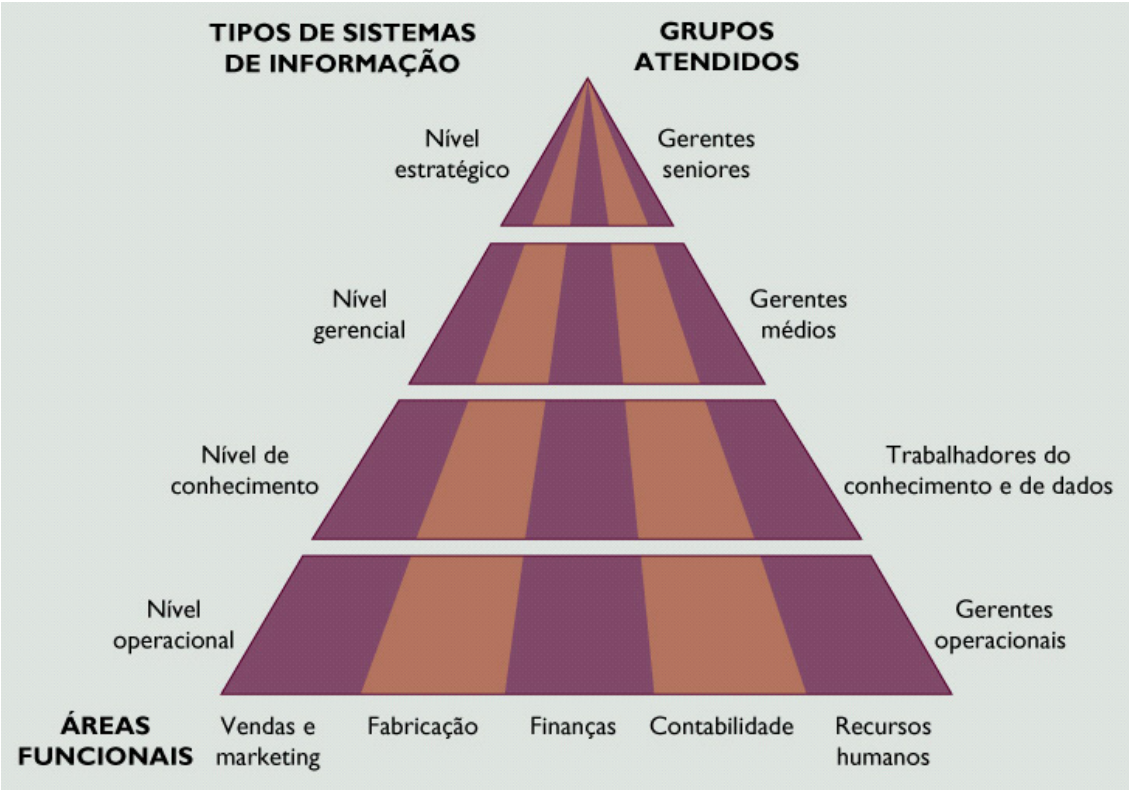 TIPOS DE SISTEMAS
DE INFORMAÇÃO
GRUPOS
ATENDIDOS
Nível
estratégico
Gerentes
seniores
Nível
gerencial
Gerentes
médios
Nível de
conhecimento
Trabalhadores do
conhecimento e de dados
Nível
operacional
Gerentes
operacionais
ÁREAS
FUNCIONAIS
Vendas e
marketing
Fabricação
Finanças
Contabilidade
Recursos
humanos